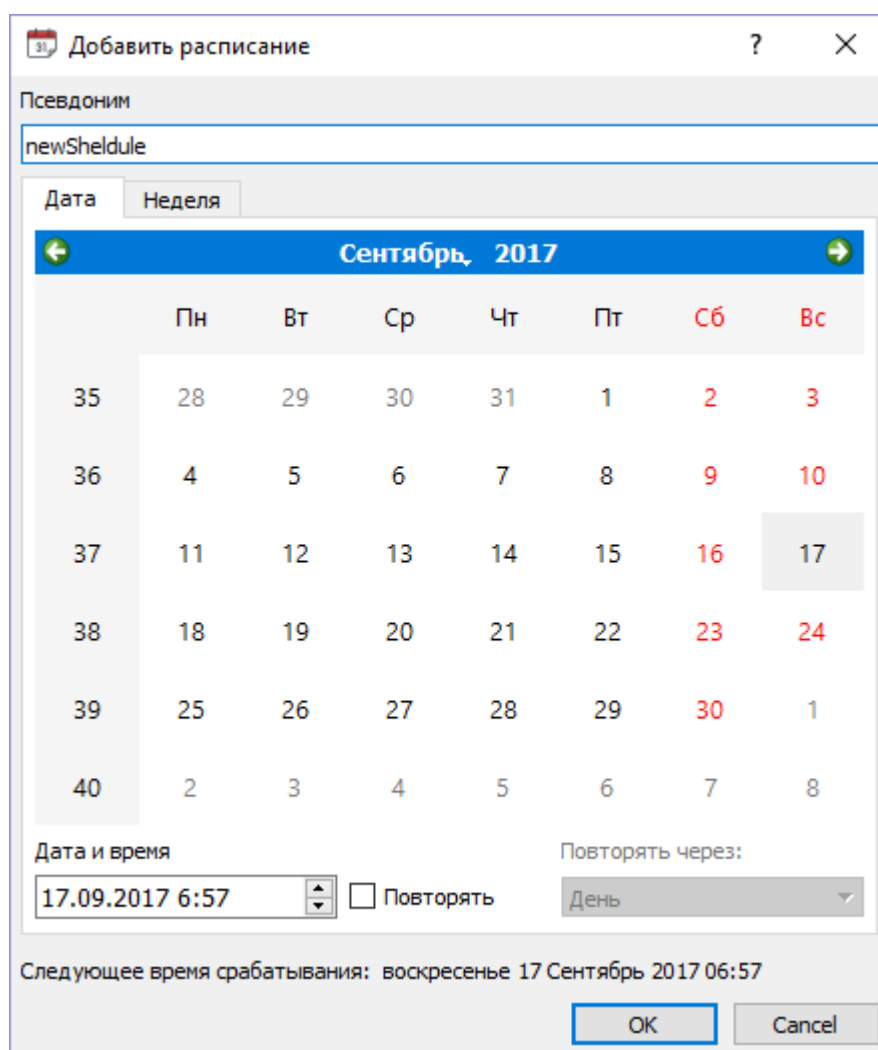 31
Добавить расписание
?
Псевдоним
newSheldule
Дата Неделя
Сентябрь, 2017
Пн Вт Ср Чт Пт Сб Вс
35 28 29 30 31 1 2 3
36 4 5 6 7 8 9 10
37 11 12 13 14 15 16 17
38 18 19 20 21 22 23 24
39 25 26 27 28 29 30 1
40 2 3 4 5 6 7 8
Дата и время Повторять через:
17.09.2017 6:57 Повторять День
Следующее время срабатывания: воскресенье 17 Сентябрь 2017 06:57
OK Cancel